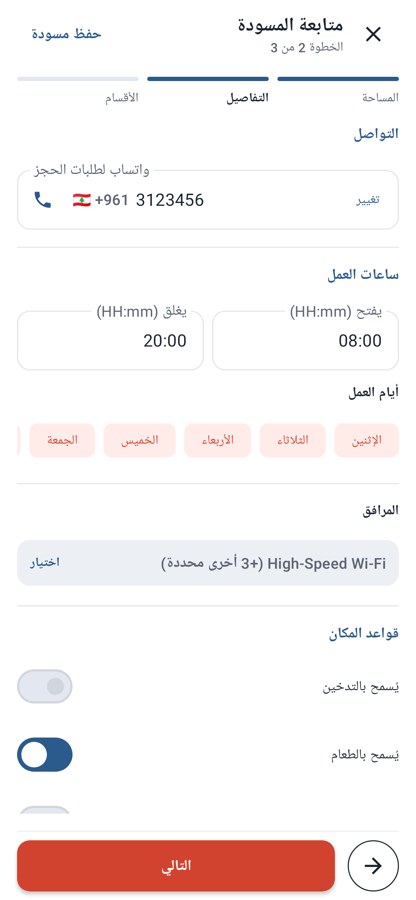 متابعة المسودة
الخطوة 2 من 3
حفظ مسودة
المساحة
التفاصيل
الأقسام
التواصل
واتساب لطلبات الحجز
+961 3123456
تغيير
ساعات العمل
يفتح (HH:mm)
08:00
يغلق (HH:mm)
20:00
أيام العمل
الإثنين
الثلاثاء
الأربعاء
الخميس
الجمعة
المرافق
High-Speed Wi-Fi (+3 أخرى محددة)
اختيار
قواعد المكان
يُسمح بالتدخين
يُسمح بالطعام
التالي